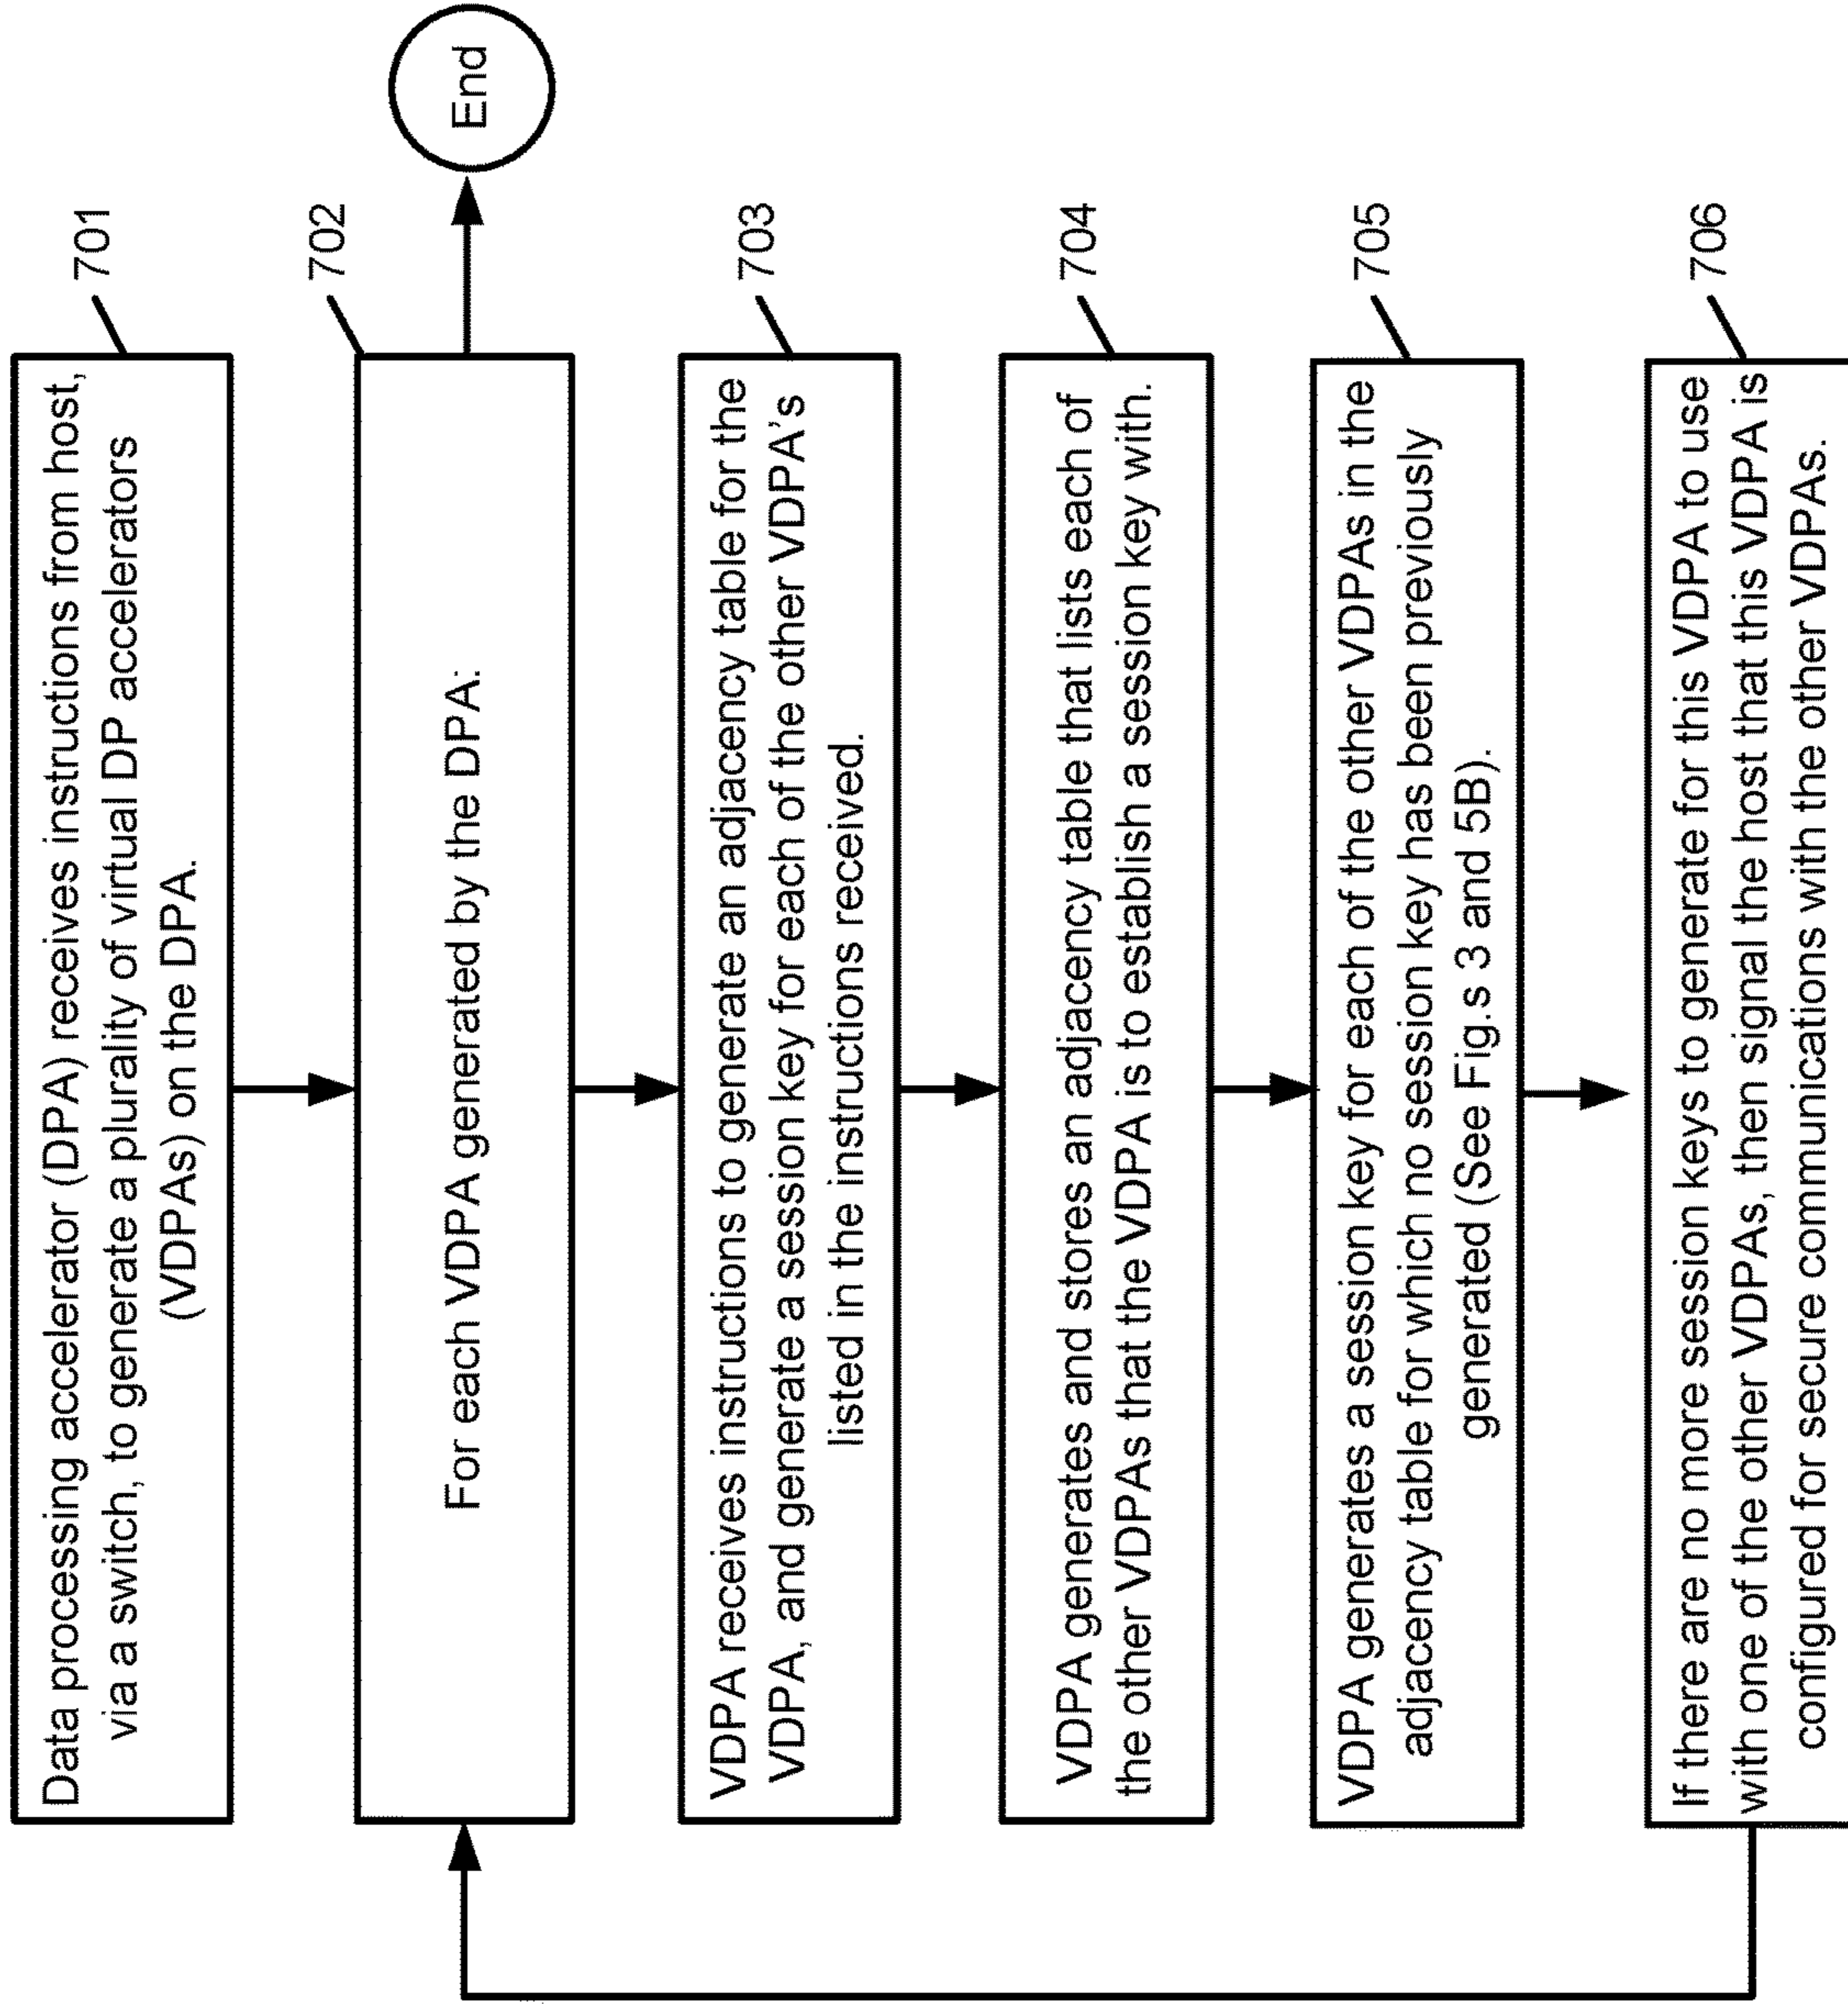 Data processing accelerator (DPA) receives instructions from host,
via a switch, to generate a plurality of virtual DP accelerators
(VDPAs) on the DPA.
701
For each VDPA generated by the DPA:
702
End
VDPA receives instructions to generate an adjacency table for the
VDPA, and generate a session key for each of the other VDPA's
listed in the instructions received.
703
VDPA generates and stores an adjacency table that lists each of
the other VDPAs that the VDPA is to establish a session key with.
704
VDPA generates a session key for each of the other VDPAs in the
adjacency table for which no session key has been previously
generated (See Fig.s 3 and 5B).
705
If there are no more session keys to generate for this VDPA to use
with one of the other VDPAs, then signal the host that this VDPA is
configured for secure communications with the other VDPAs.
706